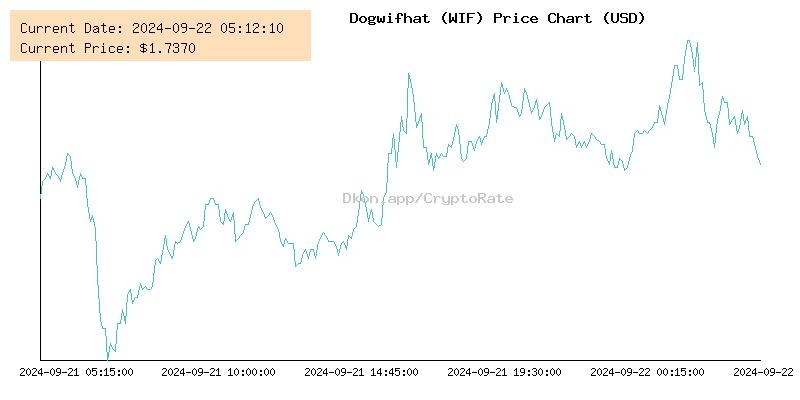 Dogwifhat (WIF) Price Chart (USD)
Current Date: 2024-09-22 05:12:10
Current Price: $1.7370
Dkon.app/CryptoRate
2024-09-21 05:15:00
2024-09-21 10:00:00
2024-09-21 14:45:00
2024-09-21 19:30:00
2024-09-22 00:15:00
2024-09-22